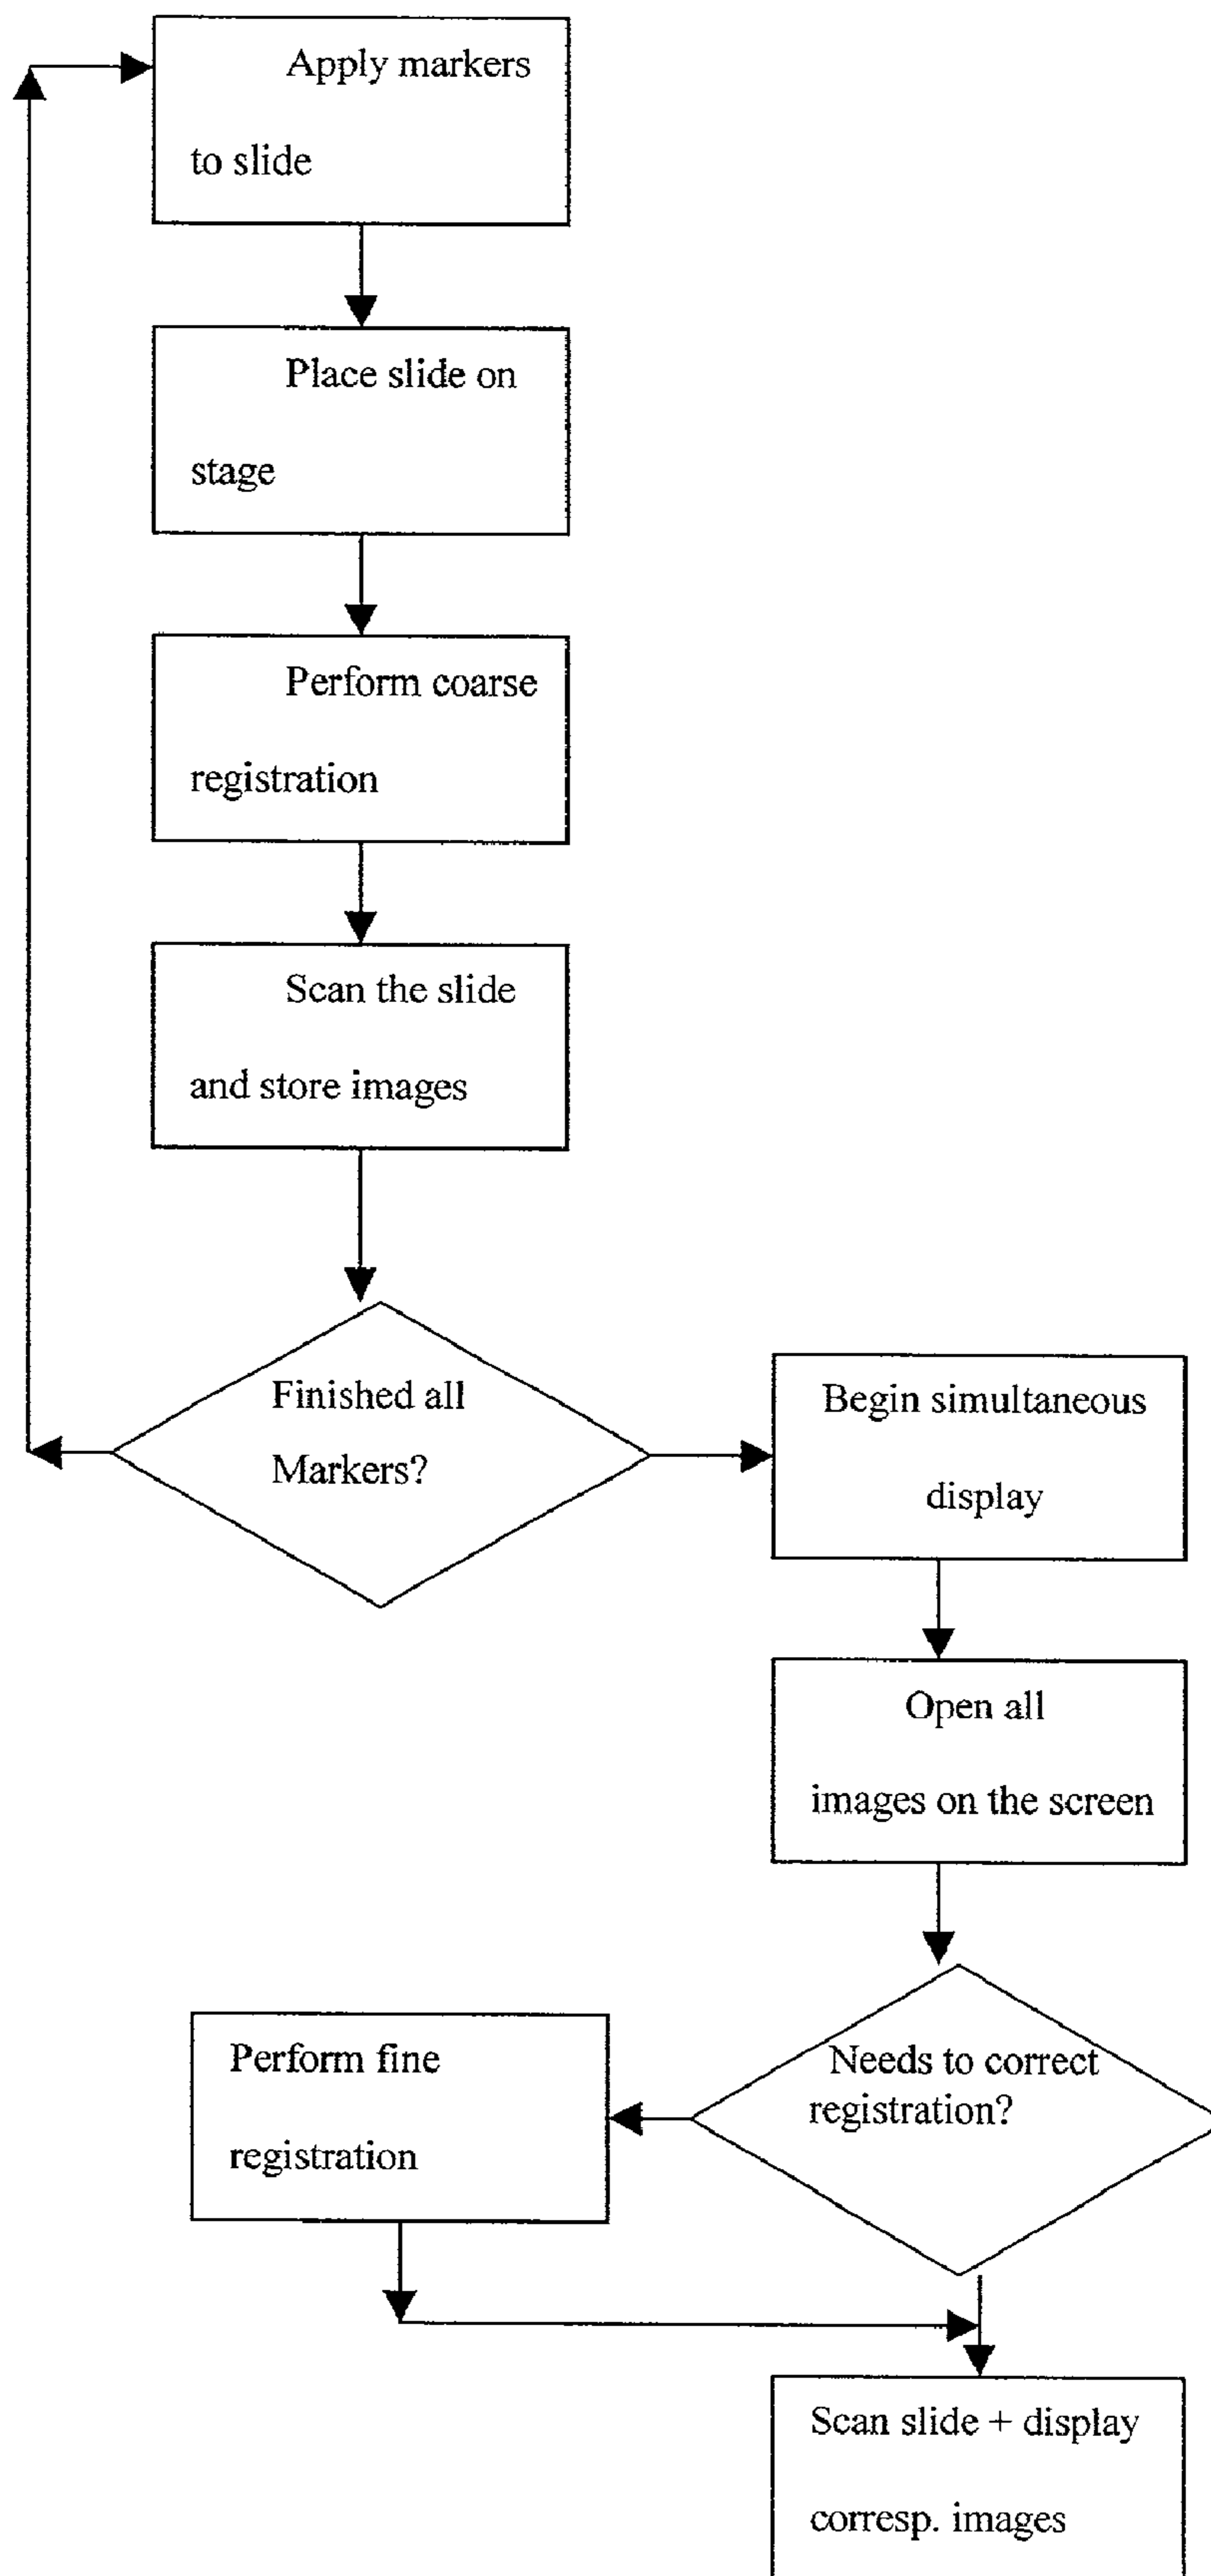 Apply markers
to slide
Place slide on
stage
Perform coarse
registration
Scan the slide
and store images
Finished all
Markers?
Begin simultaneous
display
Open all
images on the screen
Needs to correct
registration?
Perform fine
registration
Scan slide + display
corresp. images